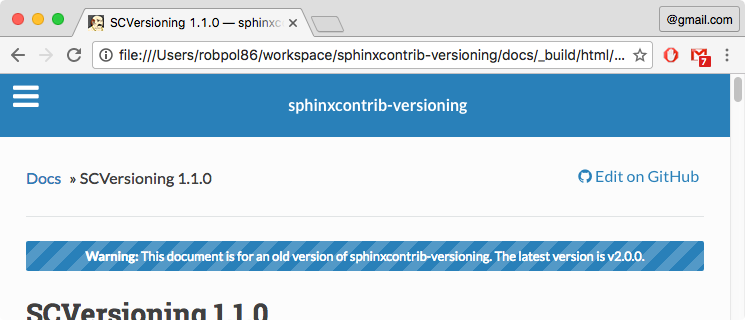 SCVersioning 1.1.0 — sphinxc
@gmail.com
file:///Users/robpol86/workspace/sphinxcontrib-versioning/docs/_build/html/...
7
sphinxcontrib-versioning
Docs » SCVersioning 1.1.0
Edit on GitHub
Warning: This document is for an old version of sphinxcontrib-versioning. The latest version is v2.0.0.
SCVersioning 1.1.0